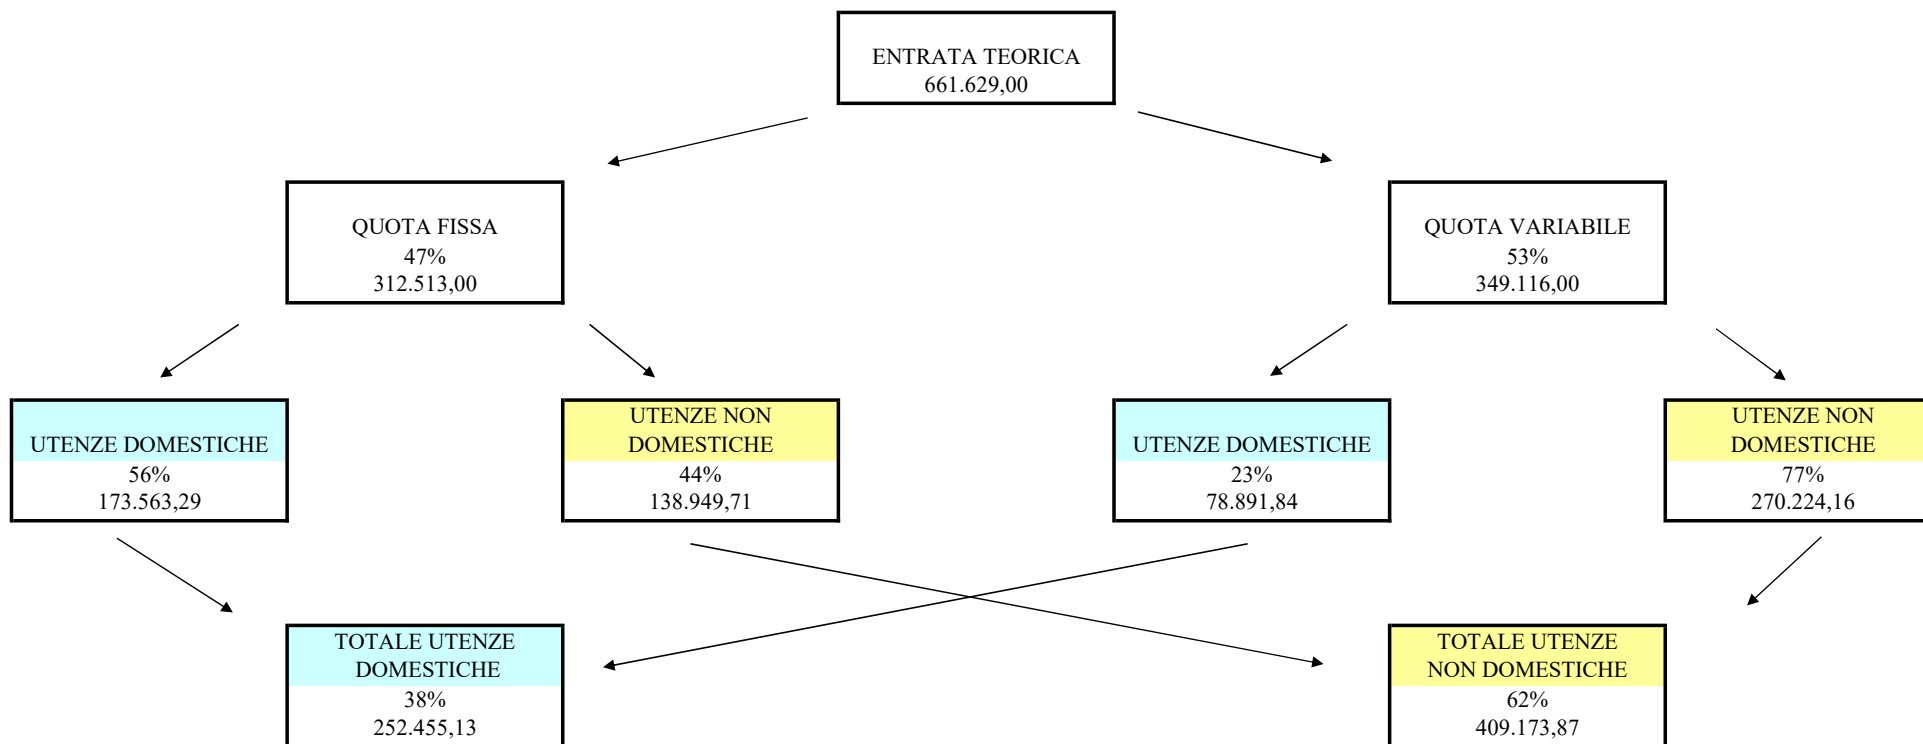 ENTRATA TEORICA
661.629,00
QUOTA FISSA
47%
312.513,00
QUOTA VARIABILE
53%
349.116,00
UTENZE DOMESTICHE
56%
173.563,29
UTENZE NON
DOMESTICHE
44%
138.949,71
UTENZE DOMESTICHE
23%
78.891,84
UTENZE NON
DOMESTICHE
77%
270.224,16
TOTALE UTENZE
DOMESTICHE
38%
252.455,13
TOTALE UTENZE
NON DOMESTICHE
62%
409.173,87